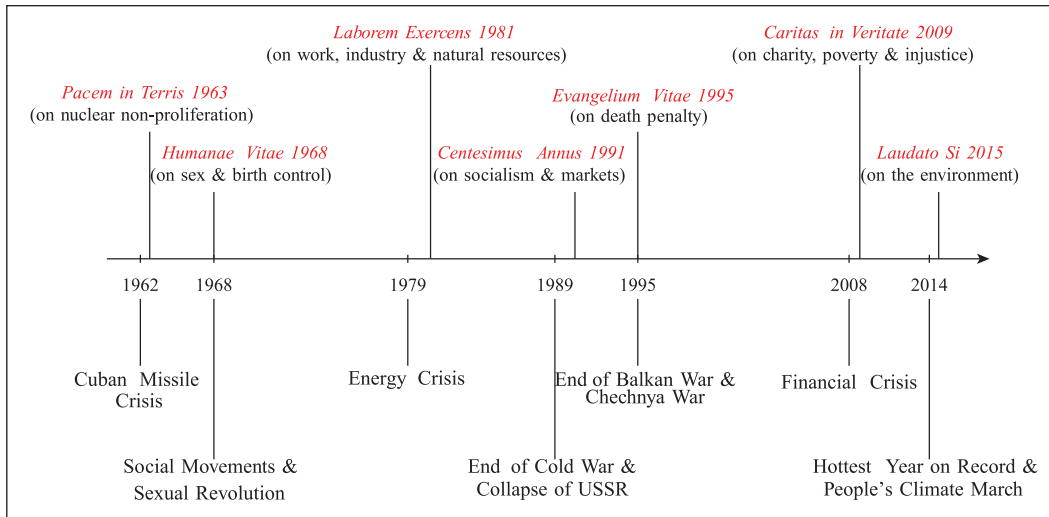 Laborem Exercens 1981
(on work, industry & natural resources)
Caritas in Veritate 2009
(on charity, poverty & injustice)
Pacem in Terris 1963
(on nuclear non-proliferation)
Evangelium Vitae 1995
(on death penalty)
Humanae Vitae 1968
(on sex & birth control)
Centesimus Annus 1991
(on socialism & markets)
Laudato Si 2015
(on the environment)
1962
1968
1979
1989
1995
2008
2014
Cuban Missile
Crisis
Energy Crisis
End of Balkan War &
Chechnya War
Financial Crisis
Social Movements &
Sexual Revolution
End of Cold War &
Collapse of USSR
Hottest Year on Record &
People's Climate March